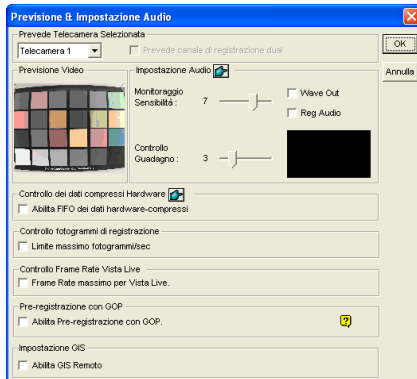 Previsione & Impostazione Audio
Prevede Telecamera Selezionata
Telecamera 1
Prevede canale di registrazione dual
OK
Annulla
Previsione Video
Impostazione Audio
Monitoraggio
Sensibilità :
7
Wave Out
Reg Audio
Controllo
Guadagno :
3
Controllo dei dati compressi Hardware
Abilita FIFO dei dati hardware-compressi
Controllo fotogrammi di registrazione
Limite massimo fotogrammi/sec
Controllo Frame Rate Vista Live
Frame Rate massimo per Vista Live.
Pre-registrazione con GOP
Abilita Pre-registrazione con GOP.
?
Impostazione GIS
Abilita GIS Remoto